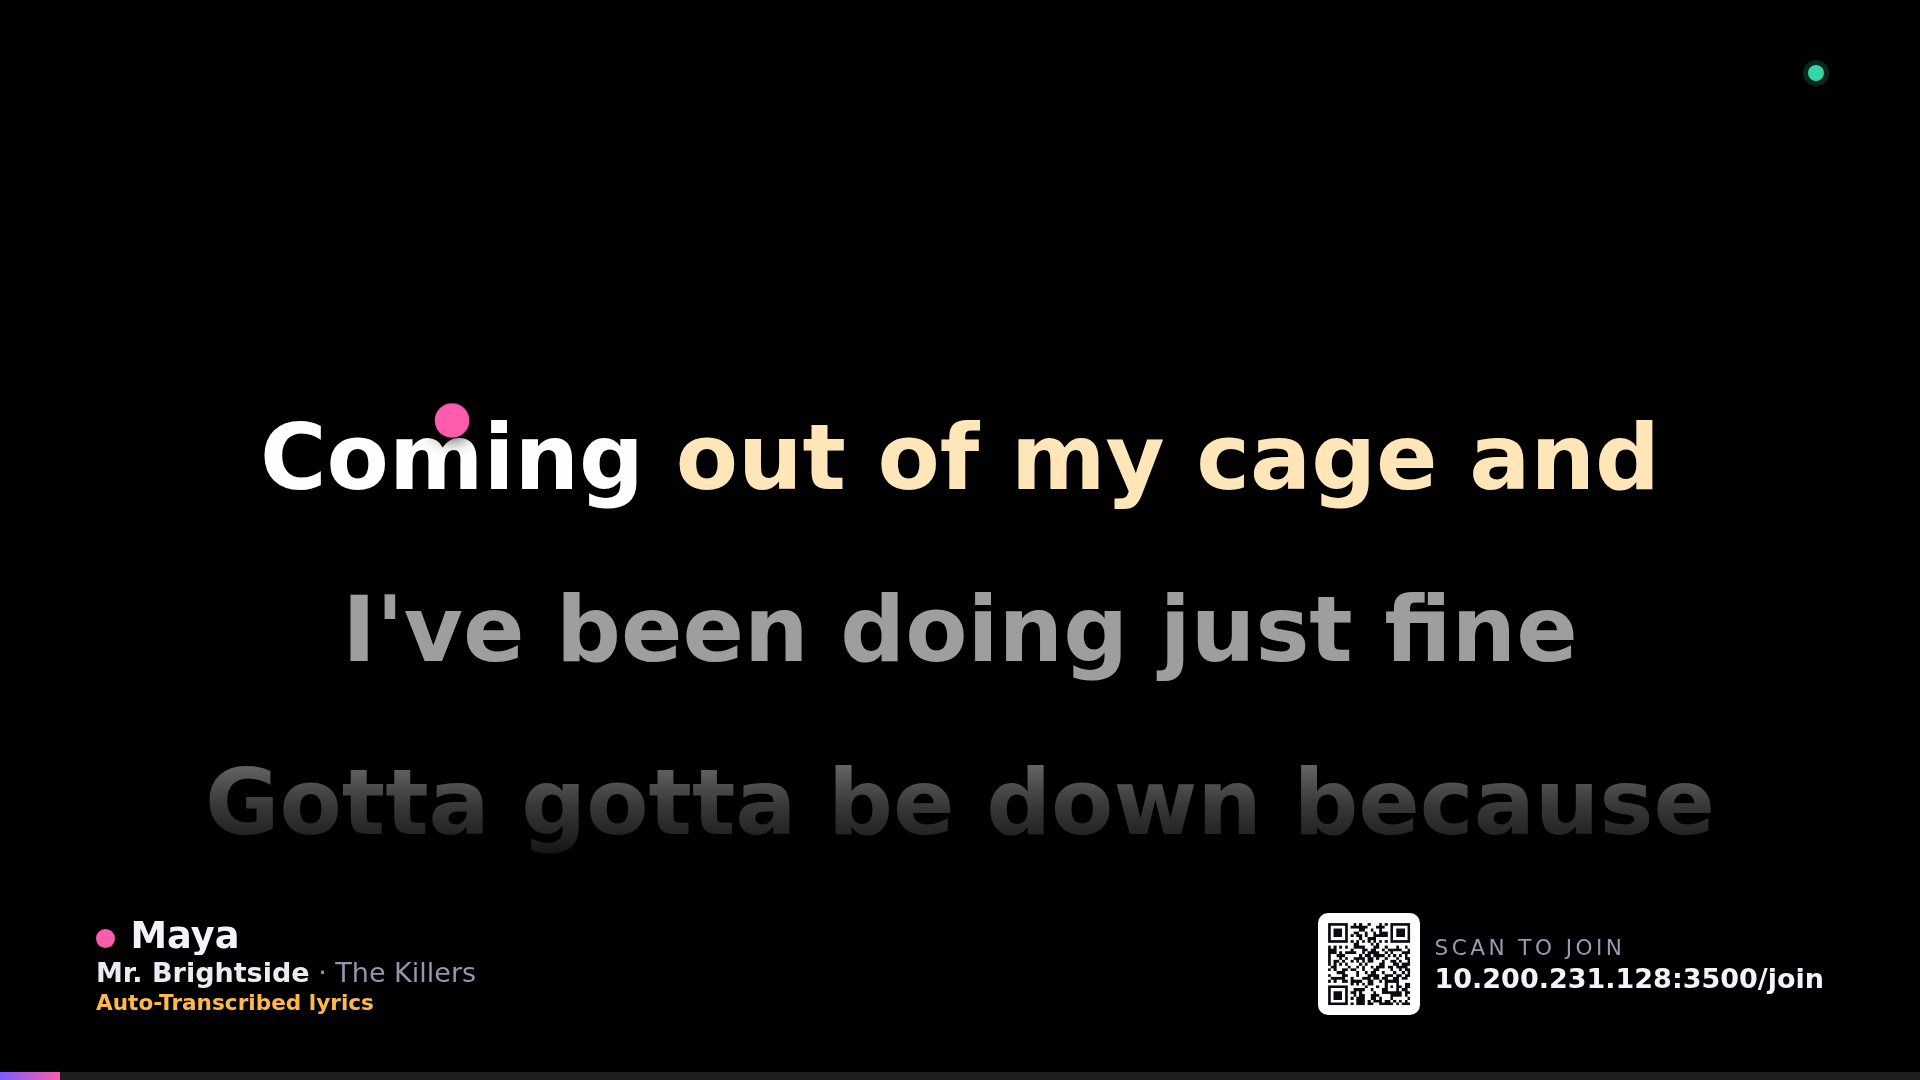 Coming out of my cage and
I've been doing just fine
Gotta gotta be down because
Maya
Mr. Brightside · The Killers
Auto-Transcribed lyrics
SCAN TO JOIN
10.200.231.128:3500/join